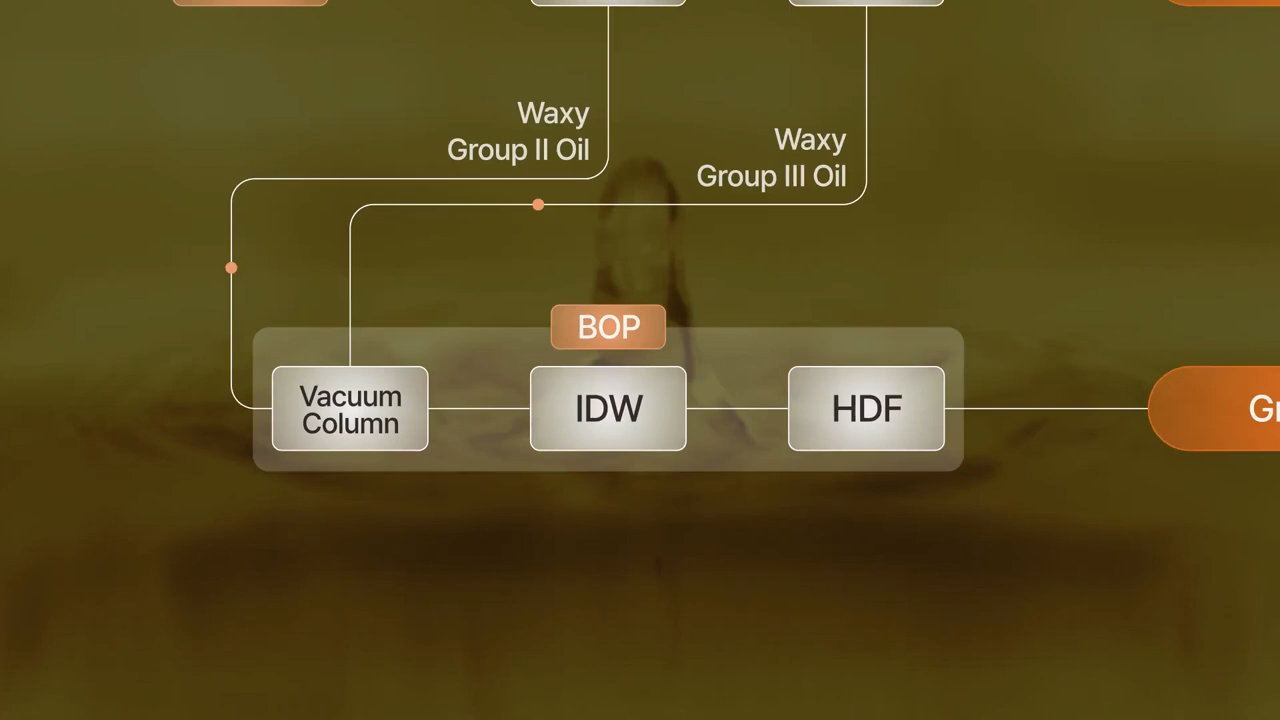 Waxy
Group II Oil
Waxy
Group III Oil
BOP
Vacuum
Column
IDW
HDF